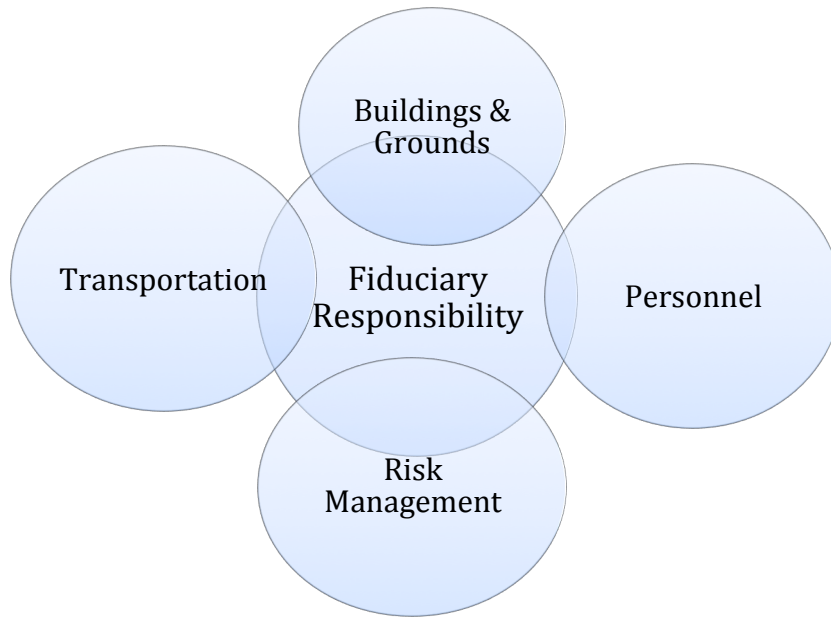 Buildings &
Grounds
Transportation
Fiduciary
Responsibility
Personnel
Risk
Management